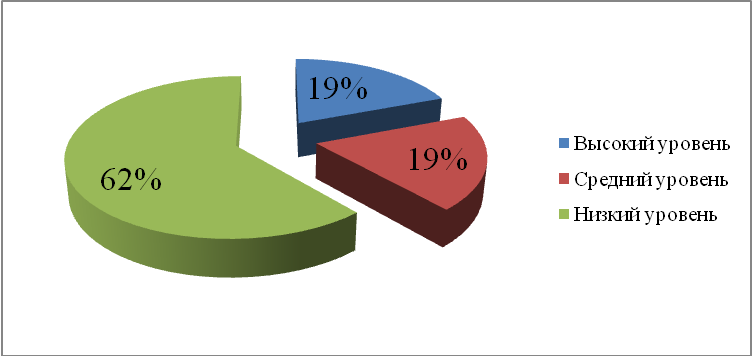 19%
19%
62%
Высокий уровень
Средний уровень
Низкий уровень